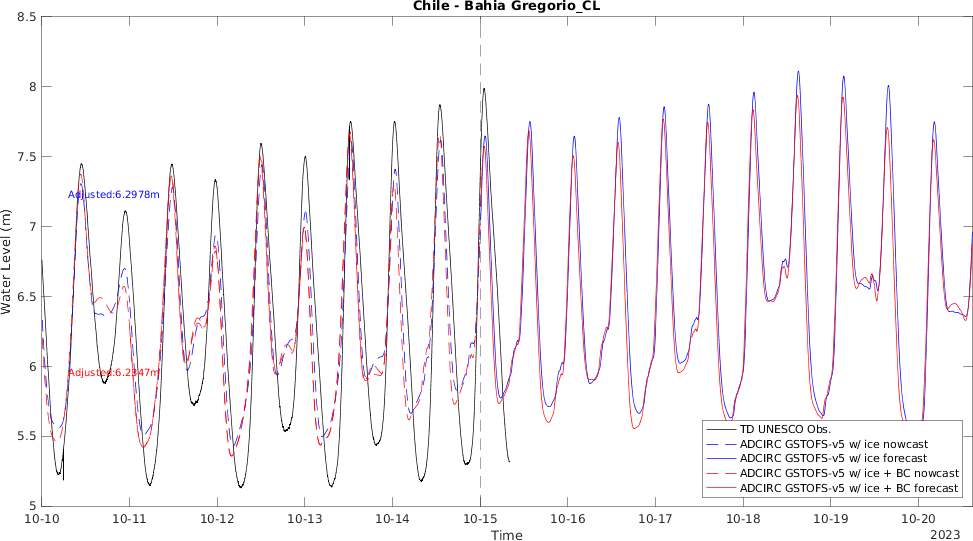 Chile - Bahia Gregorio_CL
8.5
8
7.5
7
6.5
6
5.5
5
Water Level (m)
Adjusted:6.2978m
Adjusted:6.2347m
TD UNESCO Obs.
ADCIRC GSTOFS-v5 w/ ice nowcast
ADCIRC GSTOFS-v5 w/ ice forecast
ADCIRC GSTOFS-v5 w/ ice + BC nowcast
ADCIRC GSTOFS-v5 w/ ice + BC forecast
10-10 10-11 10-12 10-13 10-14 10-15 10-16 10-17 10-18 10-19 10-20
Time
2023